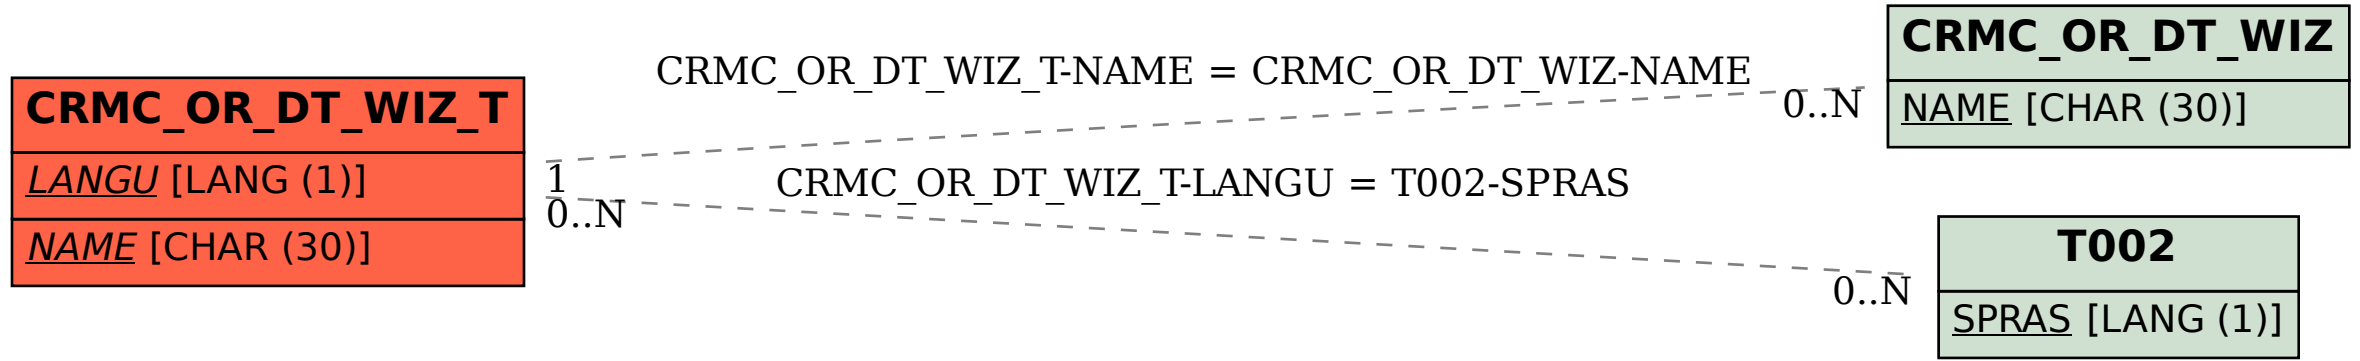 CRMC_OR_DT_WIZ_T
LANGU [LANG (1)]
NAME [CHAR (30)]
CRMC_OR_DT_WIZ_T-NAME = CRMC_OR_DT_WIZ-NAME
1
0..N
CRMC_OR_DT_WIZ_T-LANGU = T002-SPRAS
0..N
0..N
CRMC_OR_DT_WIZ
NAME [CHAR (30)]
T002
SPRAS [LANG (1)]